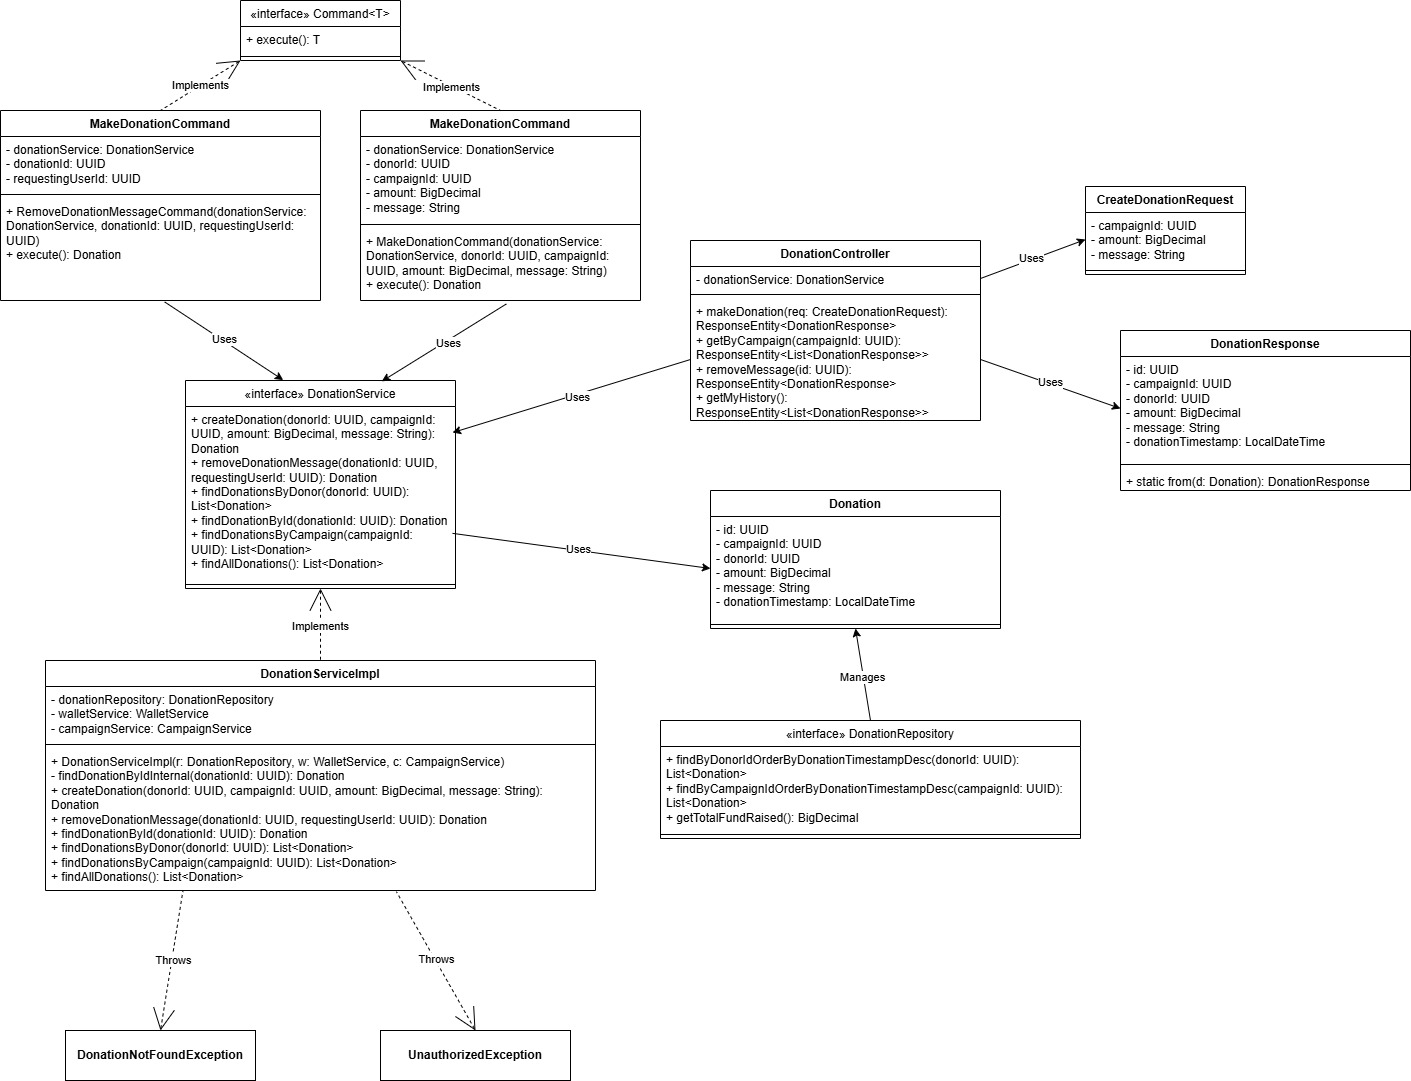 «interface» Command<T>
+ execute(): T
Implements
Implements
MakeDonationCommand
- donationService: DonationService
- donationId: UUID
- requestingUserId: UUID
+ RemoveDonationMessageCommand(donationService:
DonationService, donationId: UUID, requestingUserId:
UUID)
+ execute(): Donation
MakeDonationCommand
- donationService: DonationService
- donorId: UUID
- campaignId: UUID
- amount: BigDecimal
- message: String
+ MakeDonationCommand(donationService:
DonationService, donorId: UUID, campaignId:
UUID, amount: BigDecimal, message: String)
+ execute(): Donation
DonationController
- donationService: DonationService
+ makeDonation(req: CreateDonationRequest):
ResponseEntity<DonationResponse>
+ getByCampaign(campaignId: UUID):
ResponseEntity<List<DonationResponse>>
+ removeMessage(id: UUID):
ResponseEntity<DonationResponse>
+ getMyHistory():
ResponseEntity<List<DonationResponse>>
Uses
CreateDonationRequest
- campaignId: UUID
- amount: BigDecimal
- message: String
Uses
DonationResponse
- id: UUID
- campaignId: UUID
- donorId: UUID
- amount: BigDecimal
- message: String
- donationTimestamp: LocalDateTime
+ static from(d: Donation): DonationResponse
Uses
Uses
Uses
«interface» DonationService
+ createDonation(donorId: UUID, campaignId:
UUID, amount: BigDecimal, message: String):
Donation
+ removeDonationMessage(donationId: UUID,
requestingUserId: UUID): Donation
+ findDonationsByDonor(donorId: UUID):
List<Donation>
+ findDonationById(donationId: UUID): Donation
+ findDonationsByCampaign(campaignId:
UUID): List<Donation>
+ findAllDonations(): List<Donation>
Uses
Donation
- id: UUID
- campaignId: UUID
- donorId: UUID
- amount: BigDecimal
- message: String
- donationTimestamp: LocalDateTime
Implements
Manages
DonationServiceImpl
- donationRepository: DonationRepository
- walletService: WalletService
- campaignService: CampaignService
+ DonationServiceImpl(r: DonationRepository, w: WalletService, c: CampaignService)
- findDonationByIdInternal(donationId: UUID): Donation
+ createDonation(donorId: UUID, campaignId: UUID, amount: BigDecimal, message: String):
Donation
+ removeDonationMessage(donationId: UUID, requestingUserId: UUID): Donation
+ findDonationById(donationId: UUID): Donation
+ findDonationsByDonor(donorId: UUID): List<Donation>
+ findDonationsByCampaign(campaignId: UUID): List<Donation>
+ findAllDonations(): List<Donation>
«interface» DonationRepository
+ findByDonorIdOrderByDonationTimestampDesc(donorId: UUID):
List<Donation>
+ findByCampaignIdOrderByDonationTimestampDesc(campaignId: UUID):
List<Donation>
+ getTotalFundRaised(): BigDecimal
Throws
Throws
DonationNotFoundException
UnauthorizedException